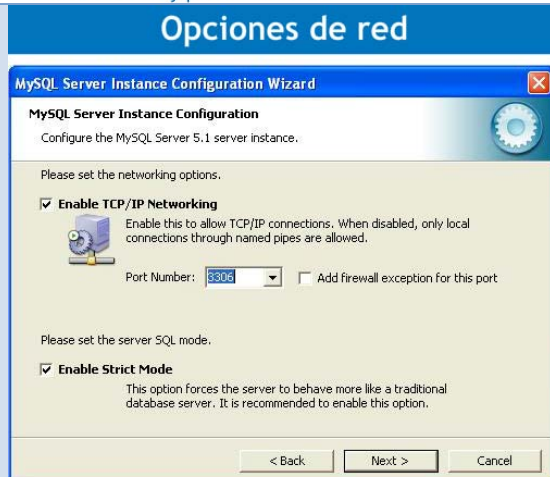 Opciones de red
MySQL Server Instance Configuration Wizard
MySQL Server Instance Configuration
Configure the MySQL Server 5.1 server instance.
Please set the networking options.
Enable TCP/IP Networking
Enable this to allow TCP/IP connections. When disabled, only local
connections through named pipes are allowed.
Port Number: 3306 Add firewall exception for this port
Please set the server SQL mode.
Enable Strict Mode
This option forces the server to behave more like a traditional
database server. It is recommended to enable this option.
< Back Next > Cancel